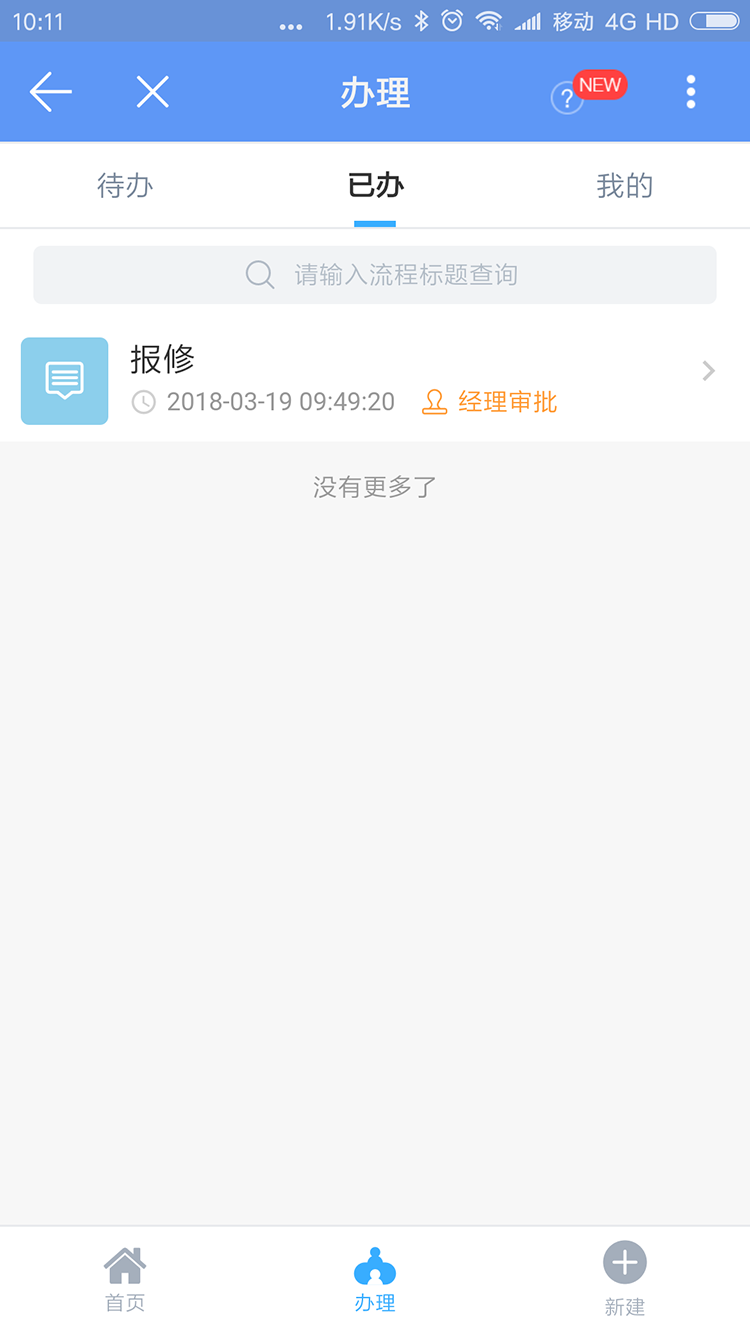 10:11 ... 1.91K/s 移动 4G HD
办理 ? NEW
待办 已办 我的
请输入流程标题查询
报修
2018-03-19 09:49:20 经理审批
没有更多了
首页 办理 新建